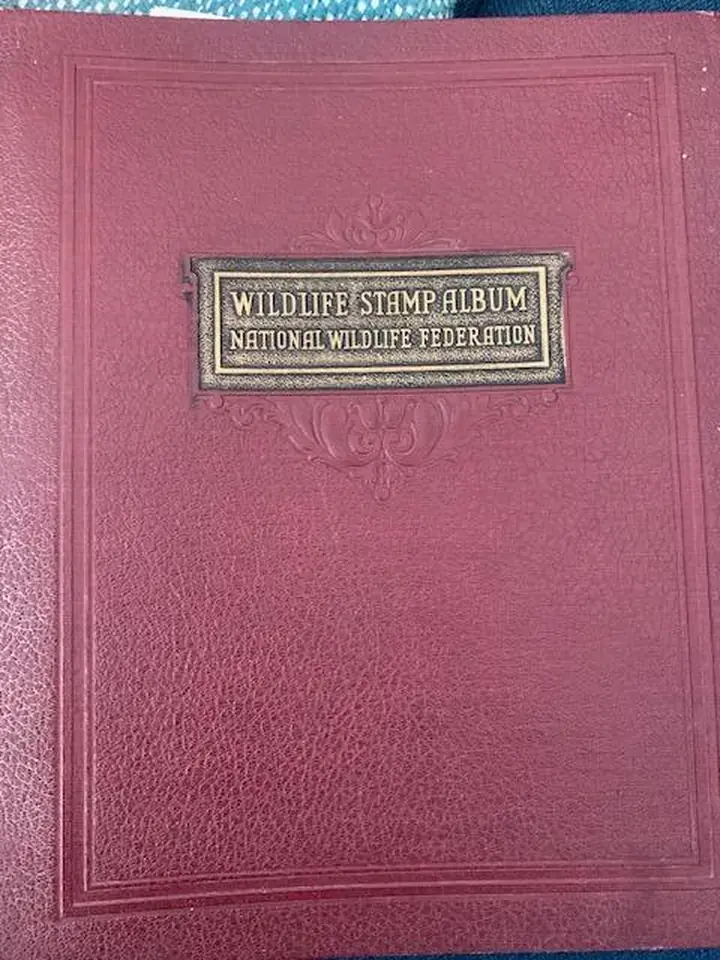 WILDLIFE STAMP ALBUM
NATIONAL WILDLIFE FEDERATION